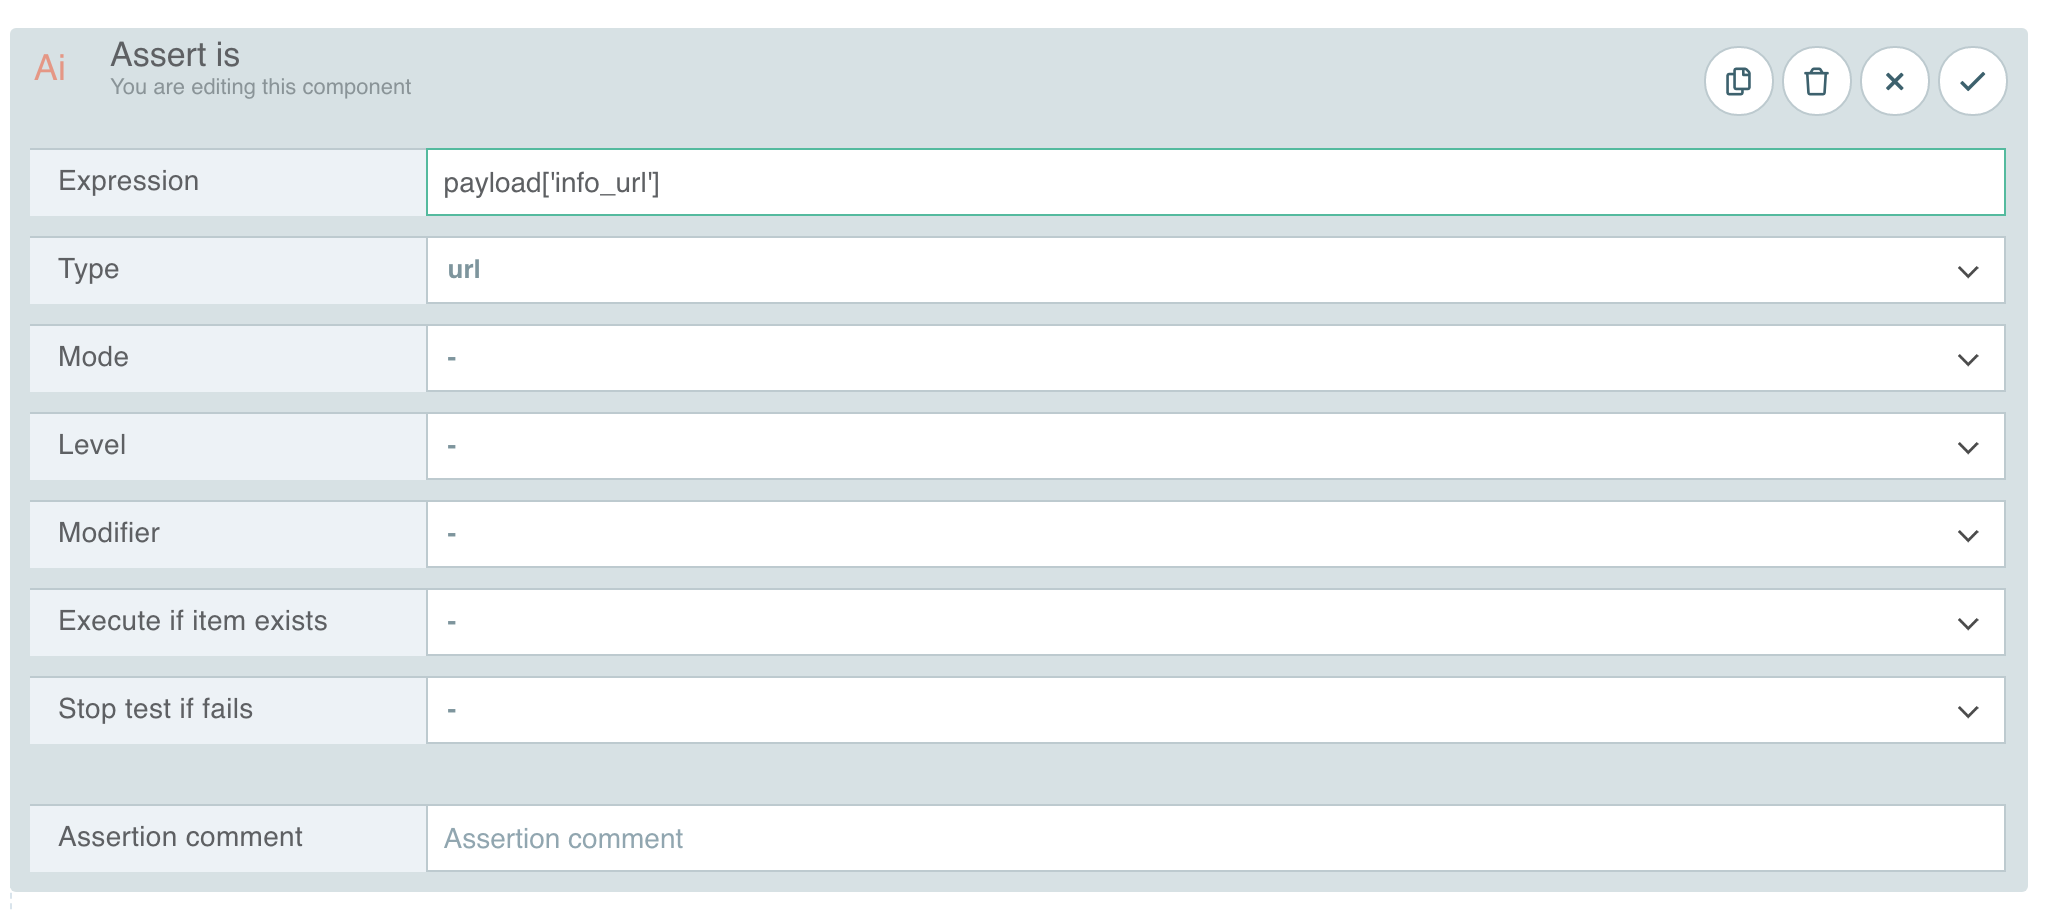 Ai
Assert is
You are editing this component
Expression payload['info_url']
Type url
Mode -
Level -
Modifier -
Execute if item exists -
Stop test if fails -
Assertion comment Assertion comment